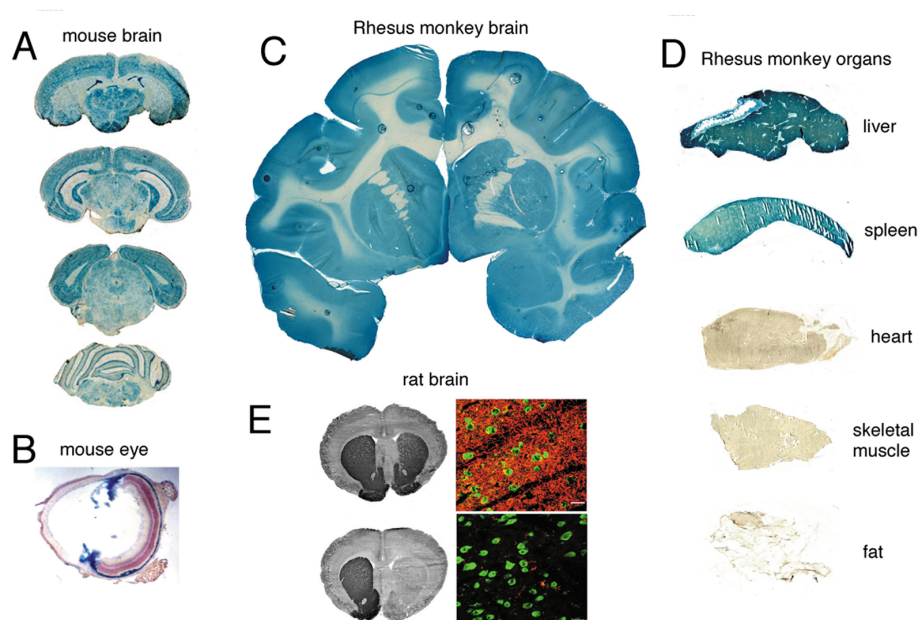 A
mouse brain
Rhesus monkey brain
C
D
Rhesus monkey organs
liver
spleen
heart
skeletal
muscle
fat
B
mouse eye
rat brain
E